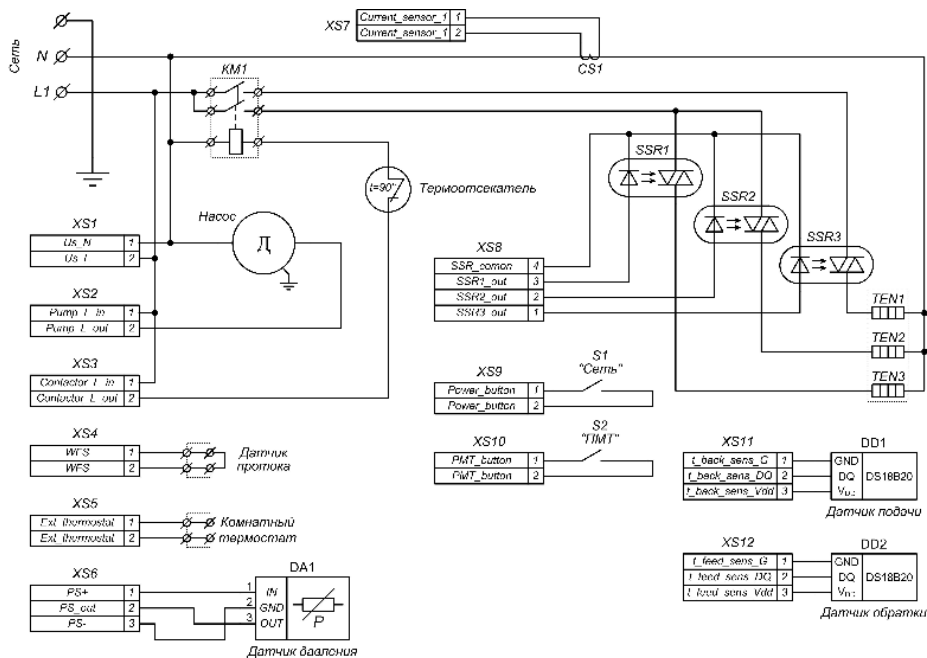 Current_sensor_1 1
XS7
Current_sensor_1 2
Сеть
N
CS1
KM1
L1
SSR1
t=90°
Термоотсекатель
SSR2
XS1
Насос
Us_N 1
Us_L 2
Д
XS8
SSR3
SSR_comon 4
SSR1_out 3
SSR2_out 2
SSR3_out 1
XS2
Pump_L_in 1
Pump_L_out 2
TEN1
TEN2
TEN3
XS3
Contactor_L_in 1
Contactor_L_out 2
S1
"Сеть"
XS9
Power_button 1
Power_button 2
XS4
WFS 1
WFS 2
Датчик
протока
S2
"ПМТ"
XS10
PMT_button 1
PMT_button 2
XS11
DD1
t_back_sens_G 1 GND
t_back_sens_DQ 2 DQ DS18B20
t_back_sens_Vdd 3
Датчик подачи
XS5
Ext_thermostat 1
Ext_thermostat 2
Комнатный
термостат
XS12
DD2
t_feed_sens_G 1 GND
t_feed_sens_DQ 2 DQ DS18B20
t_feed_sens_Vdd 3
Датчик обратки
XS6
DA1
PS+ 1
PS_out 2
PS- 3
1 IN
2 GND
3 OUT
P
Датчик давления